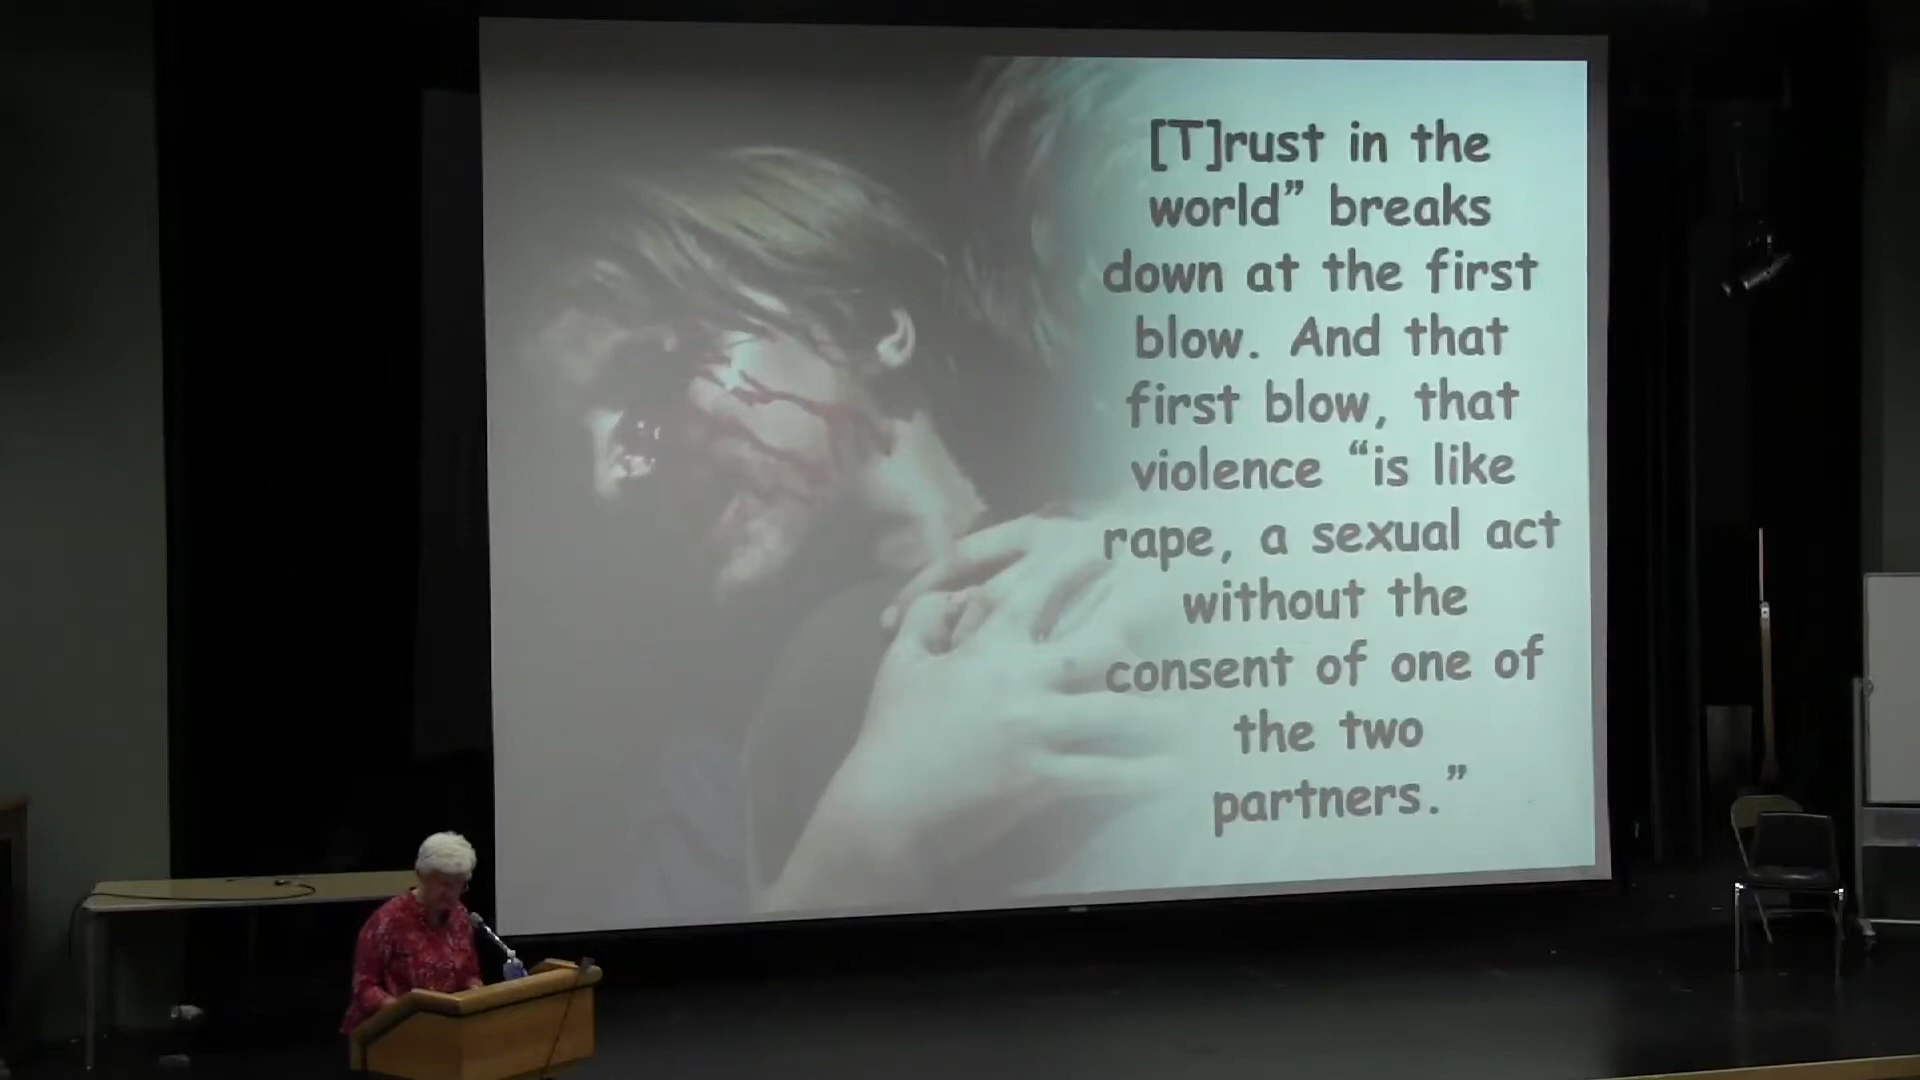 [T]rust in the
world” breaks
down at the first
blow. And that
first blow, that
violence “is like
rape, a sexual act
without the
consent of one of
the two
partners.”